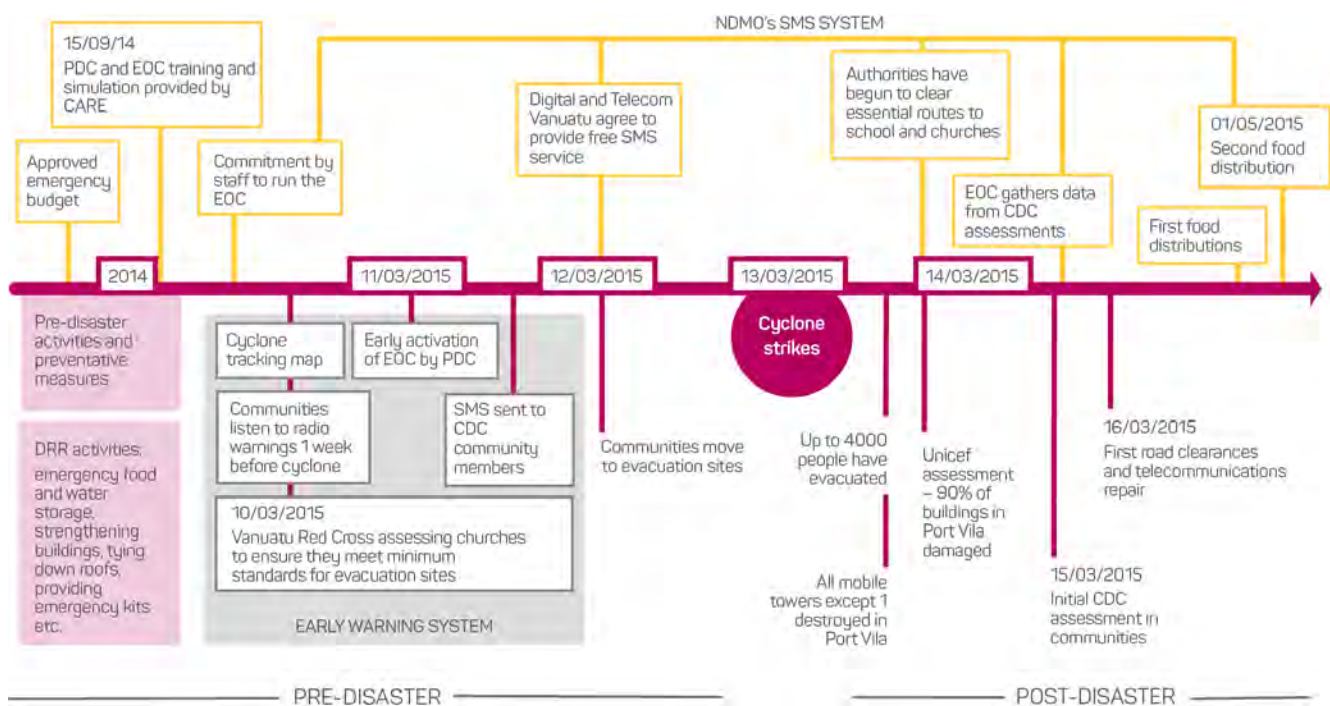 NDMO's SMS SYSTEM
15/09/14
PDC and EOC training and
simulation provided by
CARE
Approved
emergency
budget
Commitment by
staff to run the
EOC
Digital and Telecom
Vanuatu agree to
provide free SMS
service
Authorities have
begun to clear
essential routes to
school and churches
EOC gathers data
from CDC
assessments
01/05/2015
Second food
distribution
First food
distributions
2014
11/03/2015
12/03/2015
13/03/2015
14/03/2015
Cyclone
strikes
Pre-disaster
activities and
preventative
measures
DRR activities:
emergency food
and water
storage,
strengthening
buildings, tying
down roofs,
providing
emergency kits
etc.
Cyclone
tracking map
Early activation
of EOC by PDC
Communities
listen to radio
warnings 1 week
before cyclone
SMS sent to
CDC
community
members
10/03/2015
Vanuatu Red Cross assessing churches
to ensure they meet minimum
standards for evacuation sites
EARLY WARNING SYSTEM
Communities move
to evacuation sites
Up to 4000
people have
evacuated
All mobile
towers except 1
destroyed in
Port Vila
Unicef
assessment
– 90% of
buildings in
Port Vila
damaged
15/03/2015
Initial CDC
assessment in
communities
16/03/2015
First road clearances
and telecommunications
repair
PRE-DISASTER
POST-DISASTER